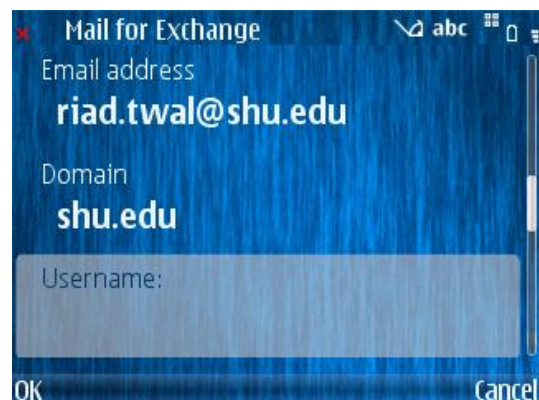 Mail for Exchange abc
Email address
riad.twal@shu.edu
Domain
shu.edu
Username:
OK Cancel